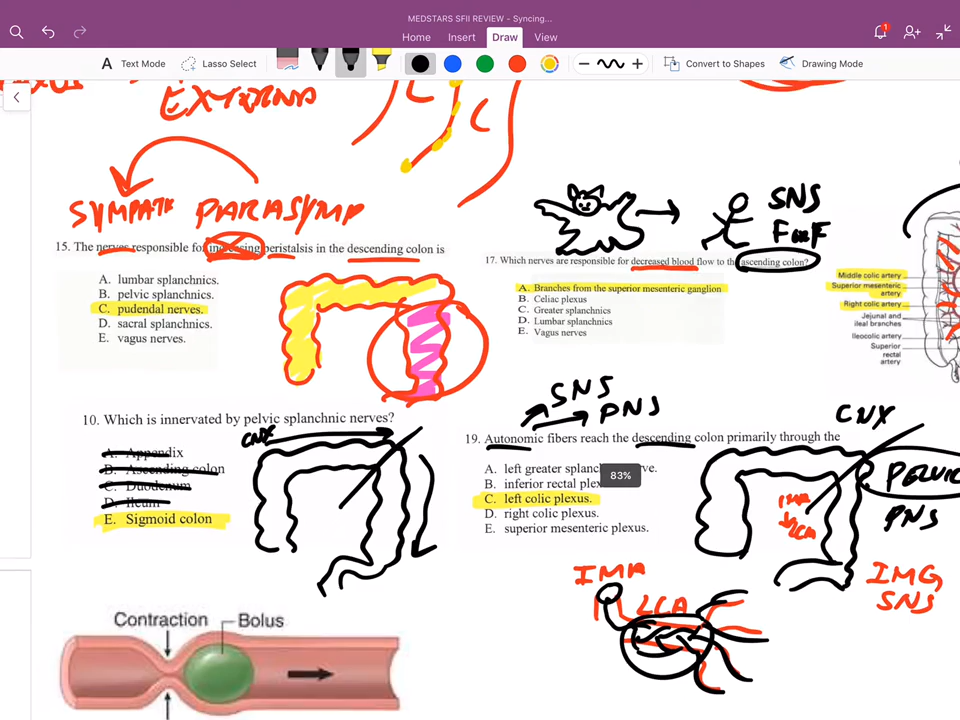 MEDSTARS SFII REVIEW - Syncing...
Home Insert Draw View
1
A Text Mode Lasso Select Convert to Shapes Drawing Mode
EXTERNA
L C
C
SYMPATH PARASYMP
15. The nerves responsible for increasing peristalsis in the descending colon is
A. lumbar splanchnics.
B. pelvic splanchnics.
C. pudendal nerves.
D. sacral splanchnics.
E. vagus nerves.
SNS
F or F
17. Which nerves are responsible for decreased blood flow to the ascending colon?
A. Branches from the superior mesenteric ganglion
B. Celiac plexus
C. Greater splanchnics
D. Lumbar splanchnics
E. Vagus nerves
Middle colic artery
Superior mesenteric
artery
Right colic artery
Jejunal and
ileal branches
Ileocolic artery
Superior
rectal
artery
10. Which is innervated by pelvic splanchnic nerves?
A. Appendix
B. Ascending colon
C. Duodenum
D. Ileum
E. Sigmoid colon
CNX
SNS
PNS
19. Autonomic fibers reach the descending colon primarily through the
A. left greater splanc ve.
B. inferior rectal plex
C. left colic plexus.
D. right colic plexus.
E. superior mesenteric plexus.
83%
CNX
PELVIC
PNS
IMA
LCA
IMG,
SNS
IMA
LCA
Contraction
Bolus